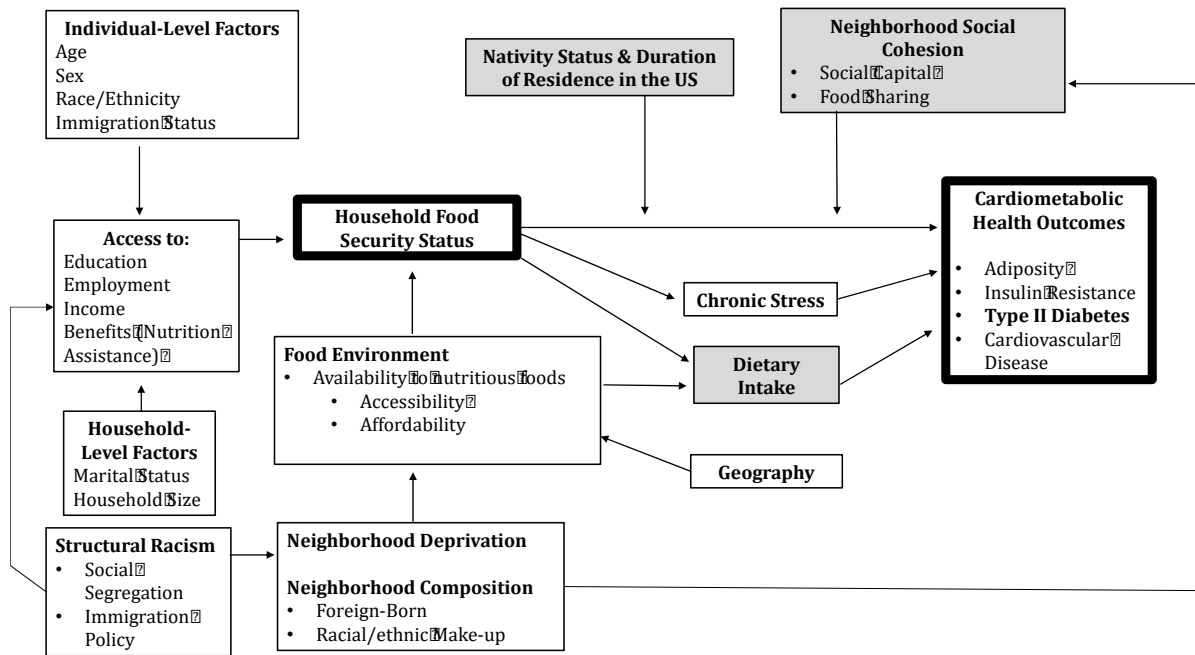 Individual-Level Factors
Age
Sex
Race/Ethnicity
Immigration⍰Status
Nativity Status & Duration
of Residence in the US
Neighborhood Social
Cohesion
• Social⍰Capital⍰
• Food⍰Sharing
Access to:
Education
Employment
Income
Benefits⍰(Nutrition⍰
Assistance)⍰
Household Food
Security Status
Cardiometabolic
Health Outcomes
• Adiposity⍰
• Insulin⍰Resistance
• Type II Diabetes
• Cardiovascular⍰
Disease
Chronic Stress
Food Environment
• Availability⍰to⍰nutritious⍰foods
• Accessibility⍰
• Affordability
Dietary
Intake
Household-
Level Factors
Marital⍰Status
Household⍰Size
Geography
Structural Racism
• Social⍰
Segregation
• Immigration⍰
Policy
Neighborhood Deprivation
Neighborhood Composition
• Foreign-Born
• Racial/ethnic⍰Make-up